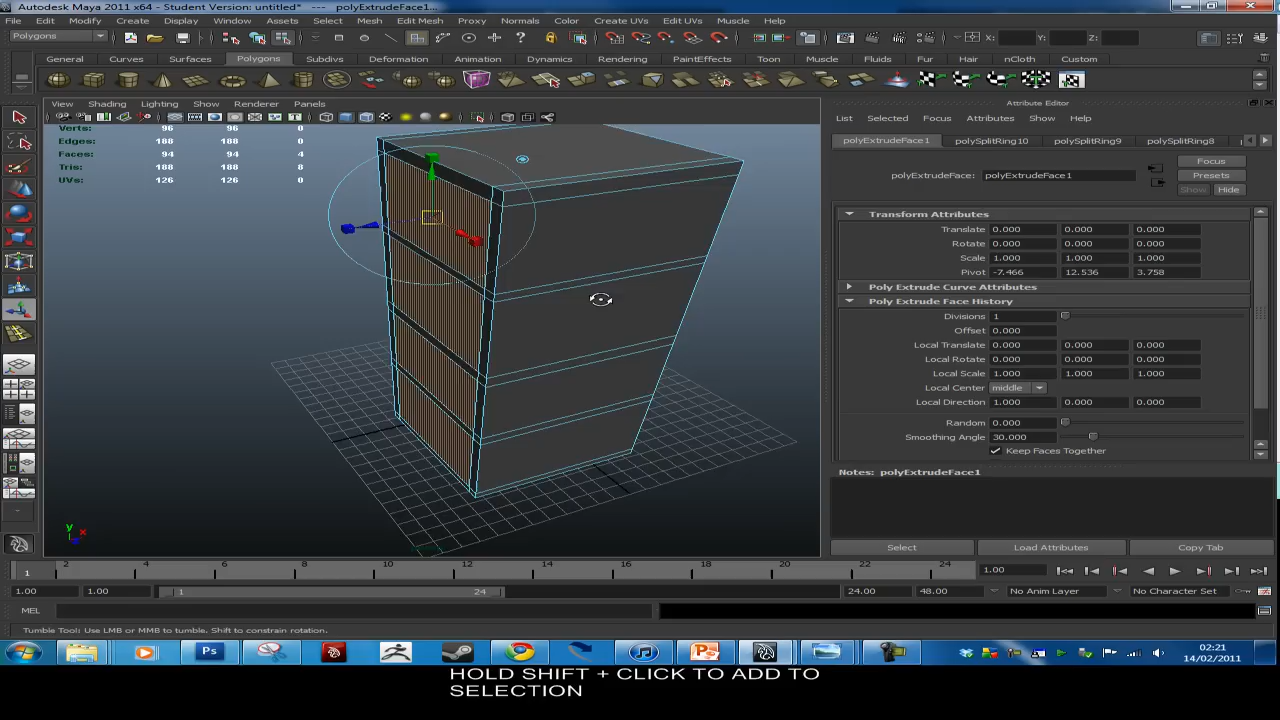 Autodesk Maya 2011 x64 - Student Version: untitled* --- polyExtrudeFace1...
File Edit Modify Create Display Window Assets Select Mesh Edit Mesh Proxy Normals Color Create UVs Edit UVs Muscle Help
Polygons X: Y: Z:
General Curves Surfaces Polygons Subdivs Deformation Animation Dynamics Rendering PaintEffects Toon Muscle Fluids Fur Hair nCloth Custom
View Shading Lighting Show Renderer Panels
Verts: 96 96 0
Edges: 188 188 0
Faces: 94 94 4
Tris: 188 188 8
UVs: 126 126 0
y
x
z
Attribute Editor
List Selected Focus Attributes Show Help
polyExtrudeFace1 polySplitRing10 polySplitRing9 polySplitRing8
polyExtrudeFace: polyExtrudeFace1
Focus
Presets
Show Hide
Transform Attributes
Translate 0.000 0.000 0.000
Rotate 0.000 0.000 0.000
Scale 1.000 1.000 1.000
Pivot -7.466 12.536 3.758
Poly Extrude Curve Attributes
Poly Extrude Face History
Divisions 1
Offset 0.000
Local Translate 0.000 0.000 0.000
Local Rotate 0.000 0.000 0.000
Local Scale 1.000 1.000 1.000
Local Center middle
Local Direction 1.000 0.000 0.000
Random 0.000
Smoothing Angle 30.000
Keep Faces Together
Notes: polyExtrudeFace1
Select Load Attributes Copy Tab
1 2 4 6 8 10 12 14 16 18 20 22 24 1.00
1.00 1.00 1 24 24.00 48.00 No Anim Layer No Character Set
MEL
Tumble Tool: Use LMB or MMB to tumble, Shift to constrain rotation.
Ps
02:21
14/02/2011
HOLD SHIFT + CLICK TO ADD TO
SELECTION